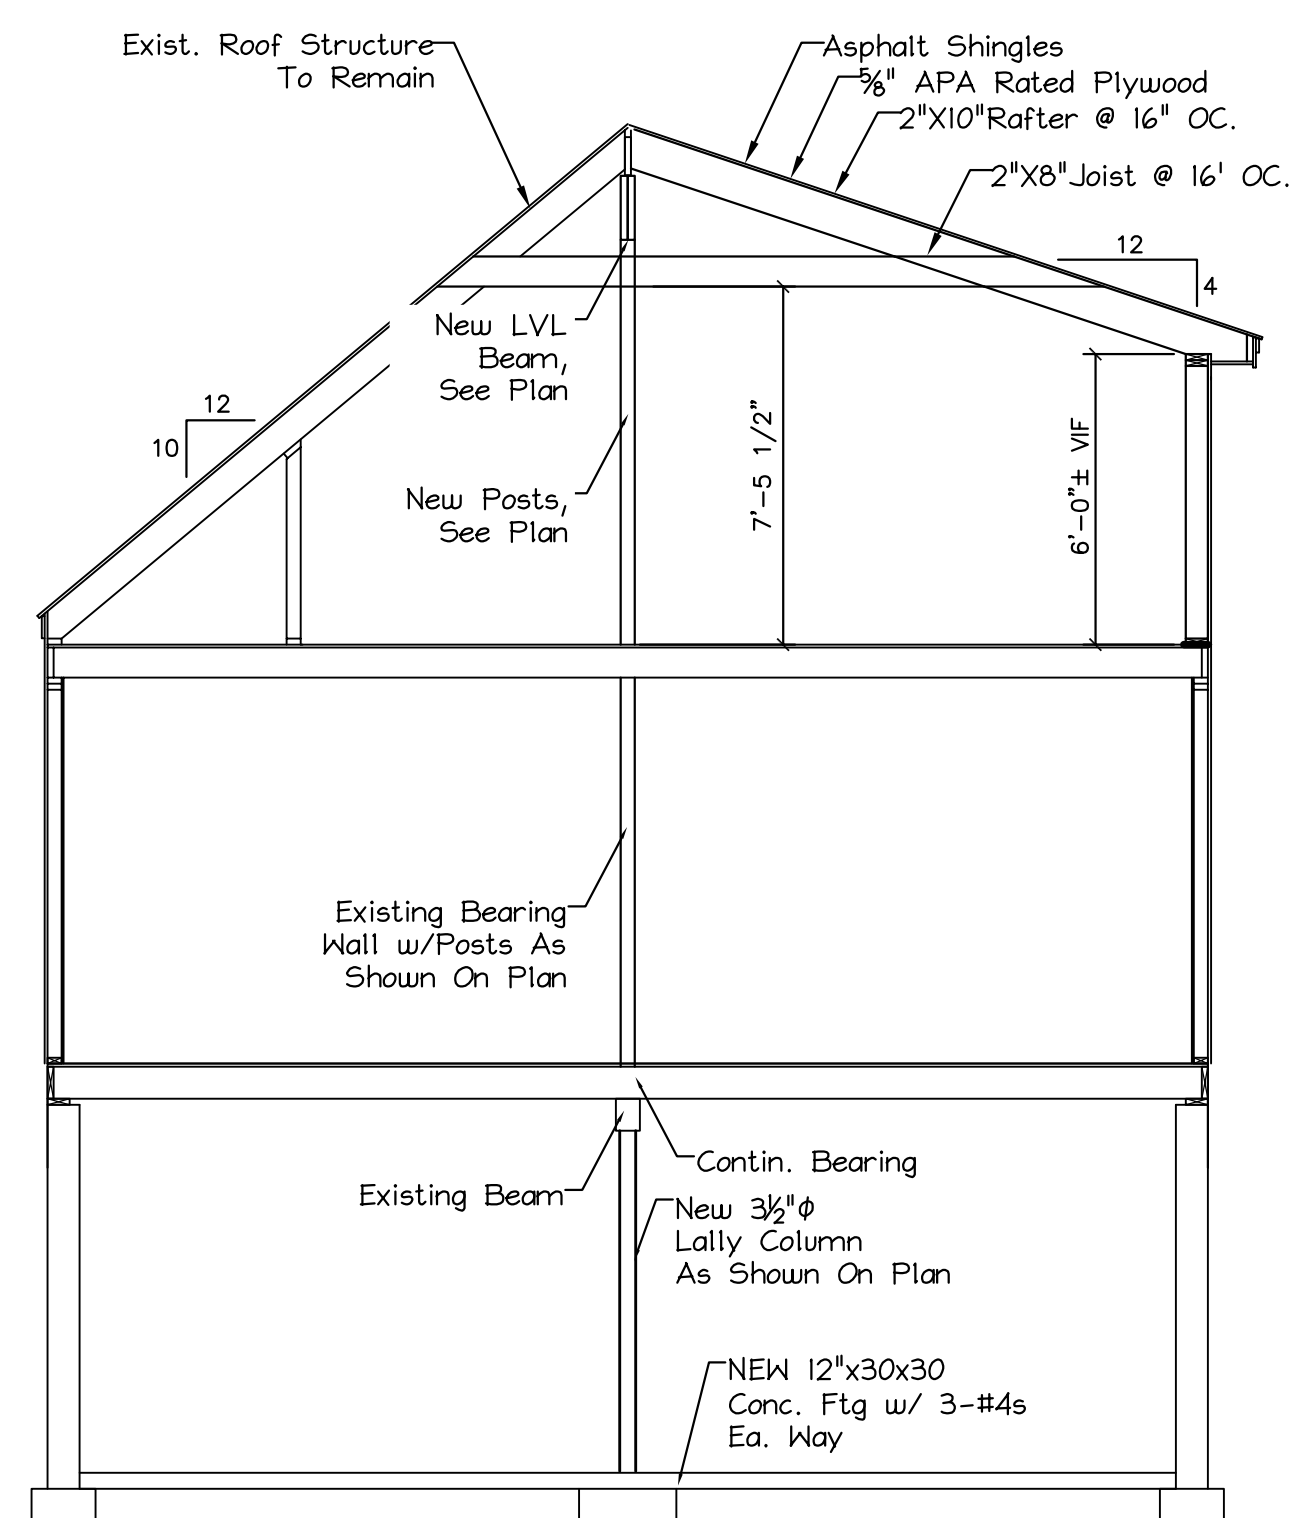 Exist. Roof Structure
To Remain
Asphalt Shingles
5/8" APA Rated Plywood
2"X10"Rafter @ 16" OC.
2"X8"Joist @ 16' OC.
12
4
New LVL
Beam,
See Plan
12
10
7'-5 1/2"
6'-0"± VIF
New Posts,
See Plan
Existing Bearing
Wall w/Posts As
Shown On Plan
Contin. Bearing
Existing Beam
New 3½"ϕ
Lally Column
As Shown On Plan
NEW 12"x30x30
Conc. Ftg w/ 3-#4s
Ea. Way